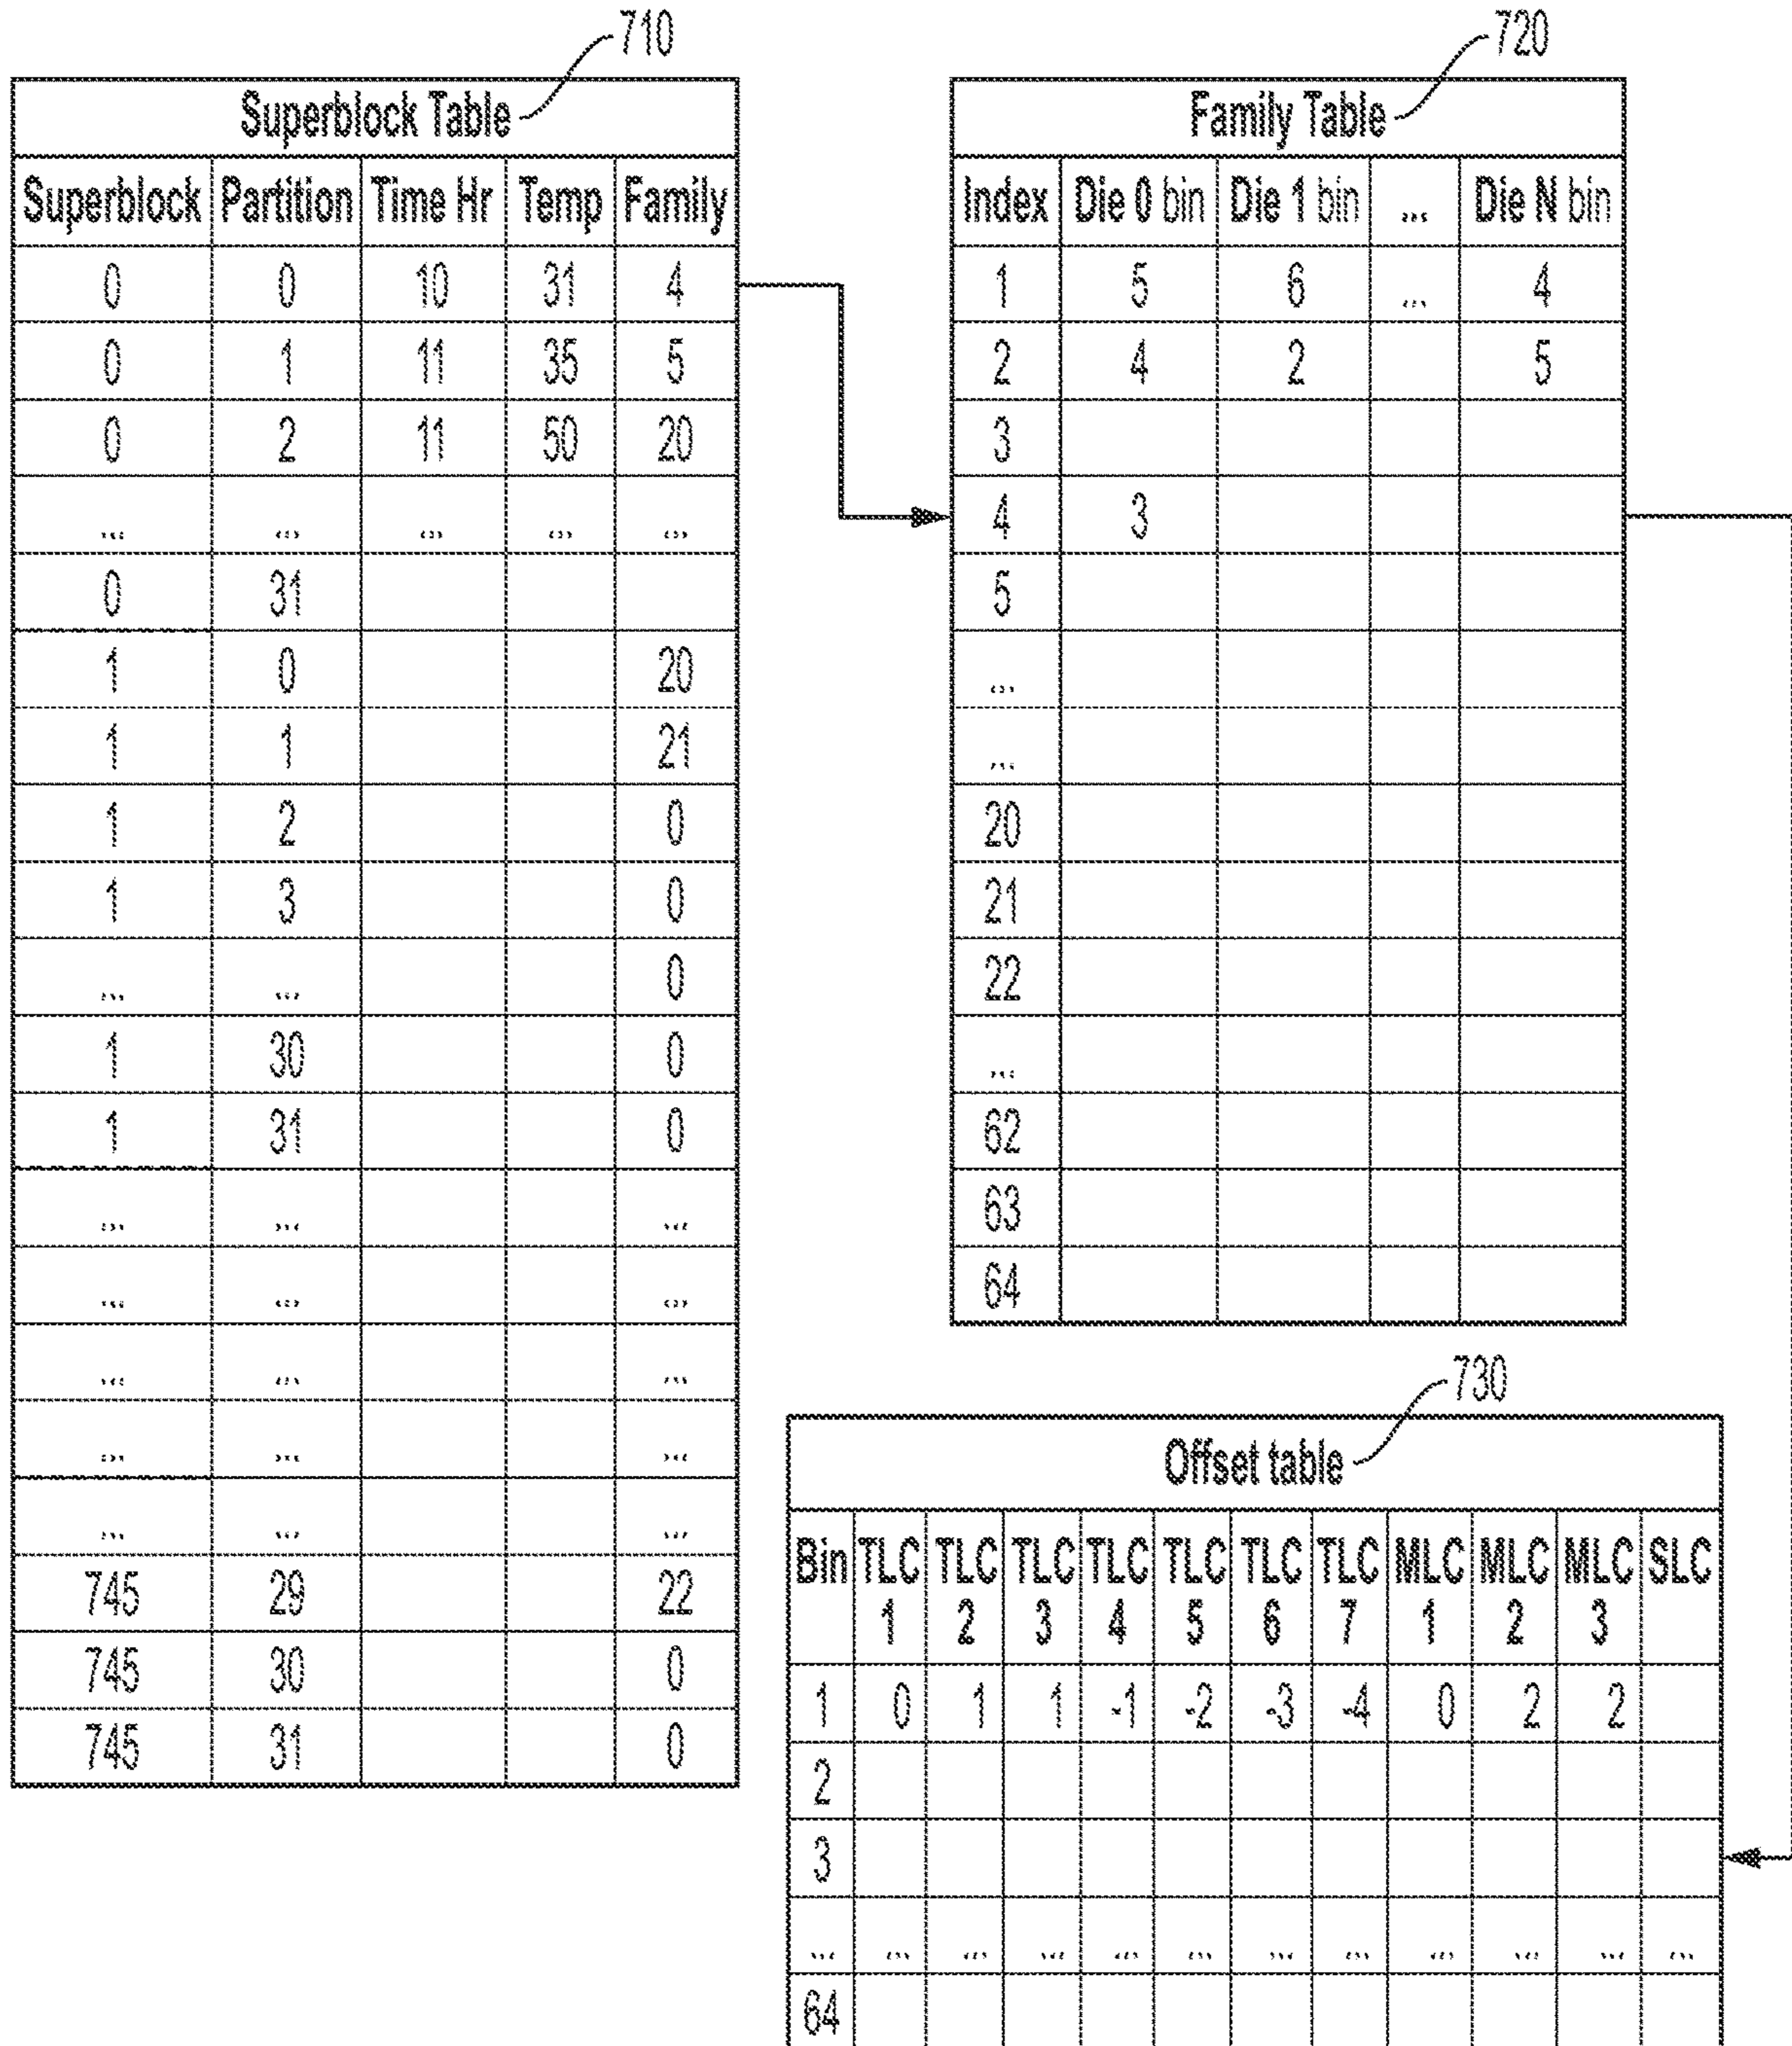 710
Superblock Table
Superblock Partition Time Hr Temp Family
0 0 10 31 4
0 1 11 35 5
0 2 11 50 20
... ... ... ... ...
0 31
1 0 20
1 1 21
1 2 0
1 3 0
... ... 0
1 30 0
1 31 0
... ... ...
... ... ...
... ... ...
... ... ...
... ... ...
745 29 22
745 30 0
745 31 0
720
Family Table
Index Die 0 bin Die 1 bin ... Die N bin
1 5 6 ... 4
2 4 2 5
3
4 3
5
...
...
20
21
22
...
62
63
64
730
Offset table
Bin TLC TLC TLC TLC TLC TLC TLC MLC MLC MLC SLC
1 2 3 4 5 6 7 1 2 3
1 0 1 1 -1 -2 -3 -4 0 2 2
2
3
... ... ... ... ... ... ... ... ... ... ... ...
64